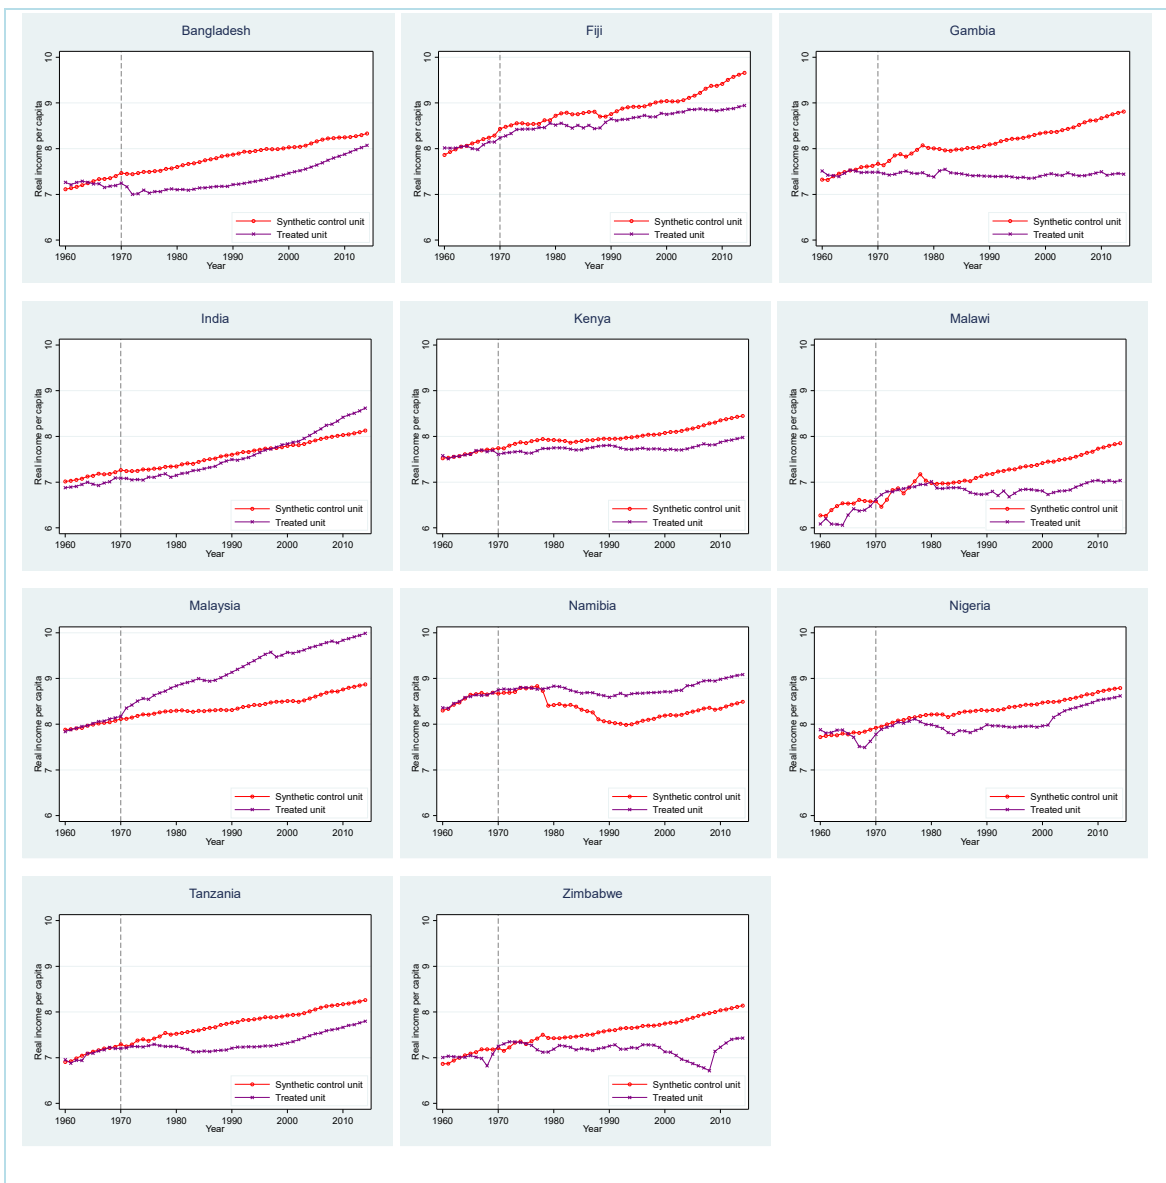 Bangladesh
Real income per capita
10
9
8
7
6
Synthetic control unit
Treated unit
1960 1970 1980 1990 2000 2010
Year
Fiji
Real income per capita
10
9
8
7
6
Synthetic control unit
Treated unit
1960 1970 1980 1990 2000 2010
Year
Gambia
Real income per capita
10
9
8
7
6
Synthetic control unit
Treated unit
1960 1970 1980 1990 2000 2010
Year
India
Real income per capita
10
9
8
7
6
Synthetic control unit
Treated unit
1960 1970 1980 1990 2000 2010
Year
Kenya
Real income per capita
10
9
8
7
6
Synthetic control unit
Treated unit
1960 1970 1980 1990 2000 2010
Year
Malawi
Real income per capita
10
9
8
7
6
Synthetic control unit
Treated unit
1960 1970 1980 1990 2000 2010
Year
Malaysia
Real income per capita
10
9
8
7
6
Synthetic control unit
Treated unit
1960 1970 1980 1990 2000 2010
Year
Namibia
Real income per capita
10
9
8
7
6
Synthetic control unit
Treated unit
1960 1970 1980 1990 2000 2010
Year
Nigeria
Real income per capita
10
9
8
7
6
Synthetic control unit
Treated unit
1960 1970 1980 1990 2000 2010
Year
Tanzania
Real income per capita
10
9
8
7
6
Synthetic control unit
Treated unit
1960 1970 1980 1990 2000 2010
Year
Zimbabwe
Real income per capita
10
9
8
7
6
Synthetic control unit
Treated unit
1960 1970 1980 1990 2000 2010
Year